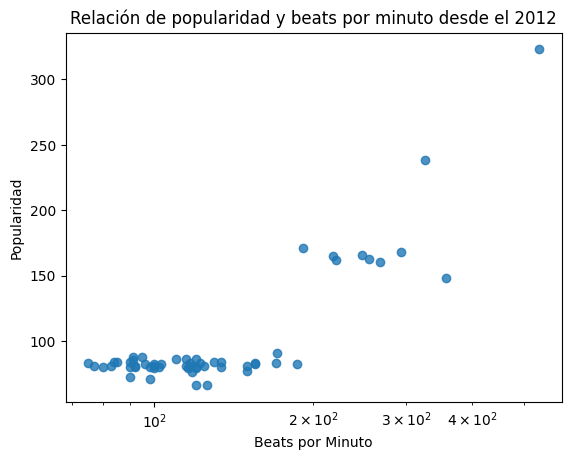 Relación de popularidad y beats por minuto desde el 2012
Popularidad
300
250
200
150
100
10²
2 × 10²
3 × 10²
4 × 10²
Beats por Minuto